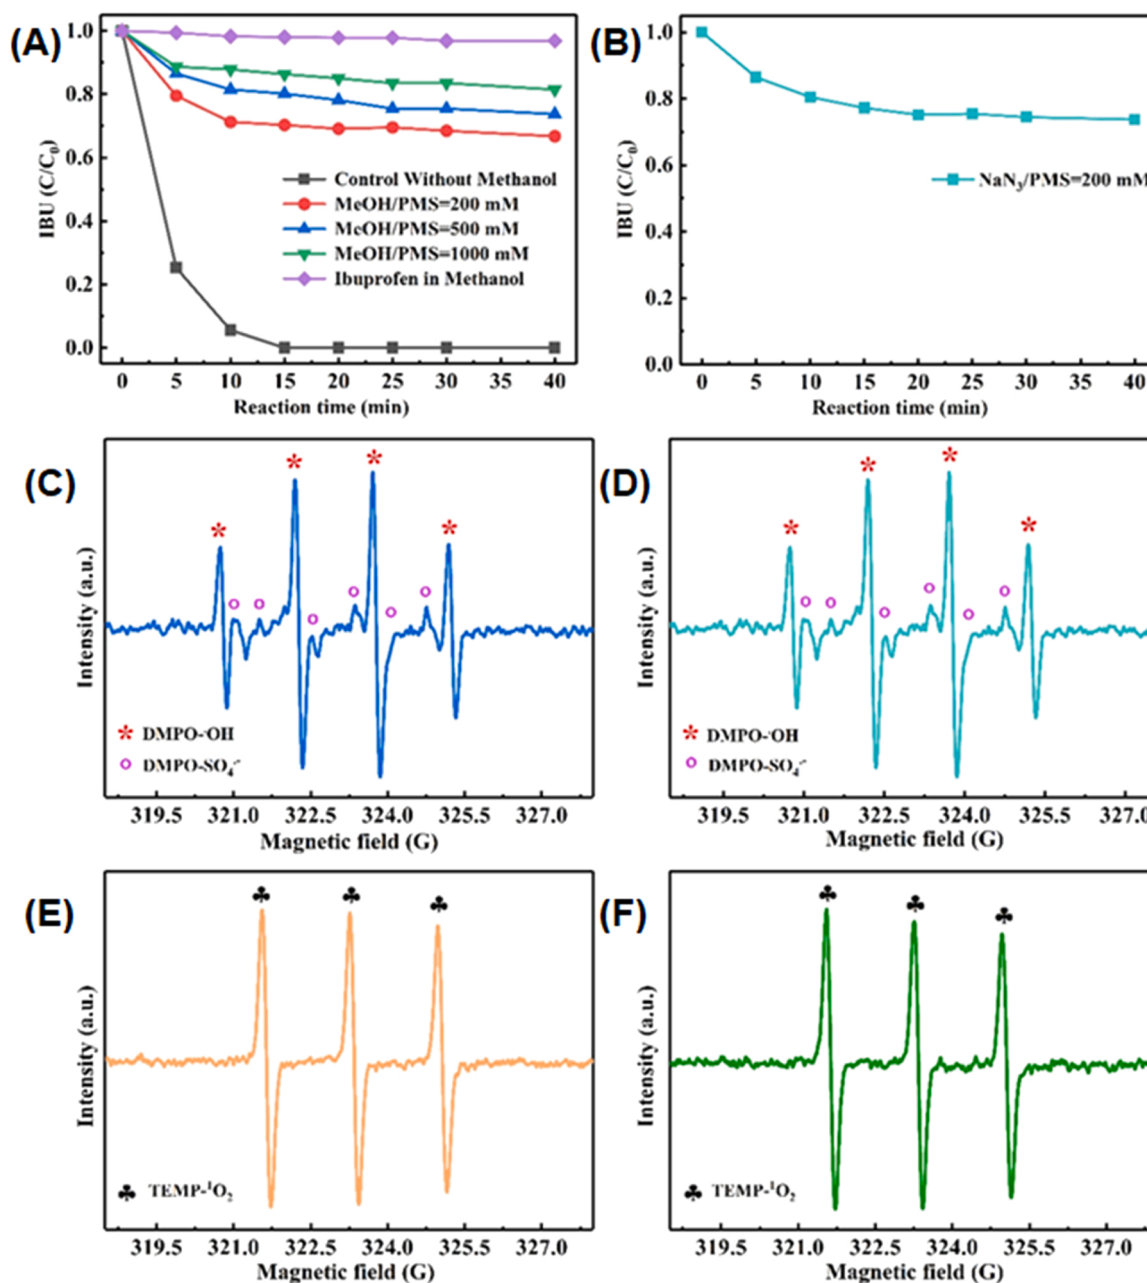 (A)
IBU (C/C₀)
1.0
0.8
0.6
0.4
0.2
0.0
Control Without Methanol
MeOH/PMS=200 mM
MeOH/PMS=500 mM
MeOH/PMS=1000 mM
Ibuprofen in Methanol
0 5 10 15 20 25 30 35 40
Reaction time (min)
(B)
IBU (C/C₀)
1.0
0.8
0.6
0.4
0.2
0.0
NaN₃/PMS=200 mM
0 5 10 15 20 25 30 35 40
Reaction time (min)
(C)
Intensity (a.u.)
* * * *
o o o o o o
* DMPO-·OH
o DMPO-SO₄·⁻
319.5 321.0 322.5 324.0 325.5 327.0
Magnetic field (G)
(D)
Intensity (a.u.)
* * * *
o o o o o o
* DMPO-·OH
o DMPO-SO₄·⁻
319.5 321.0 322.5 324.0 325.5 327.0
Magnetic field (G)
(E)
Intensity (a.u.)
♣ ♣ ♣
♣ TEMP-¹O₂
319.5 321.0 322.5 324.0 325.5 327.0
Magnetic field (G)
(F)
Intensity (a.u.)
♣ ♣ ♣
♣ TEMP-¹O₂
319.5 321.0 322.5 324.0 325.5 327.0
Magnetic field (G)